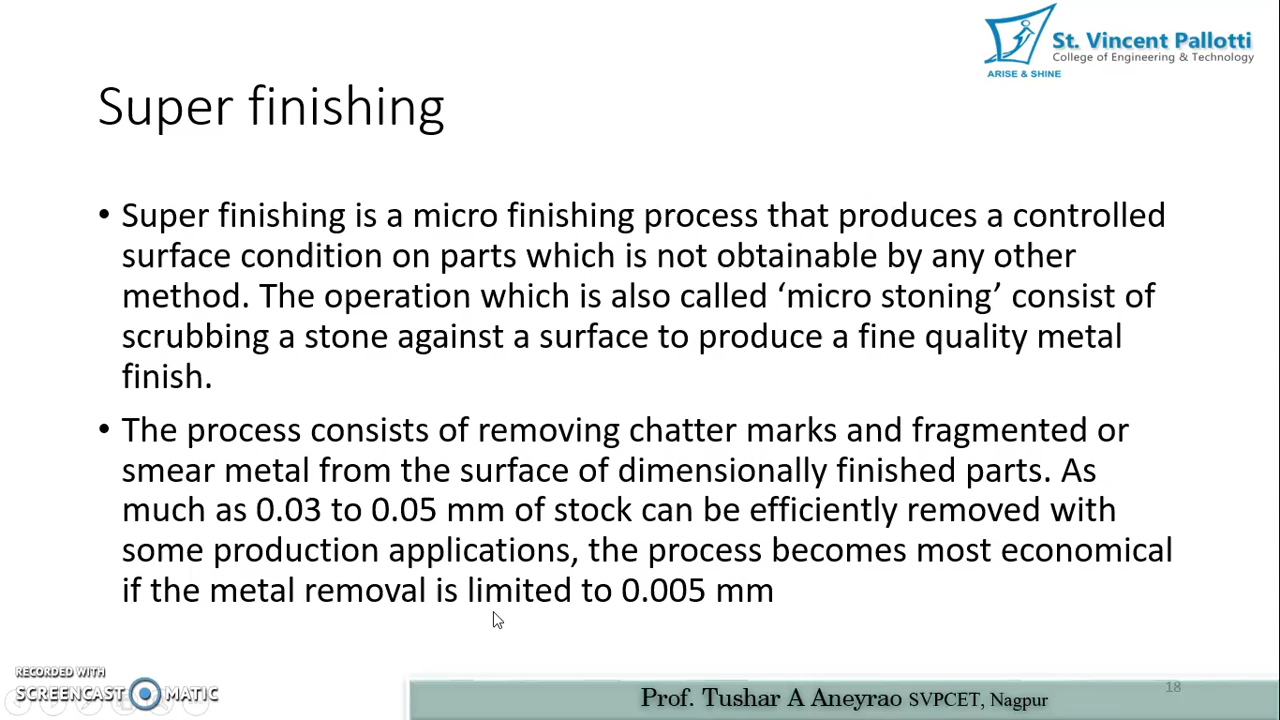 St. Vincent Pallotti
College of Engineering & Technology
ARISE & SHINE
Super finishing
• Super finishing is a micro finishing process that produces a controlled
surface condition on parts which is not obtainable by any other
method. The operation which is also called ‘micro stoning’ consist of
scrubbing a stone against a surface to produce a fine quality metal
finish.
• The process consists of removing chatter marks and fragmented or
smear metal from the surface of dimensionally finished parts. As
much as 0.03 to 0.05 mm of stock can be efficiently removed with
some production applications, the process becomes most economical
if the metal removal is limited to 0.005 mm
RECORDED WITH
SCREENCAST MATIC
Prof. Tushar A Aneyrao SVPCET, Nagpur
18